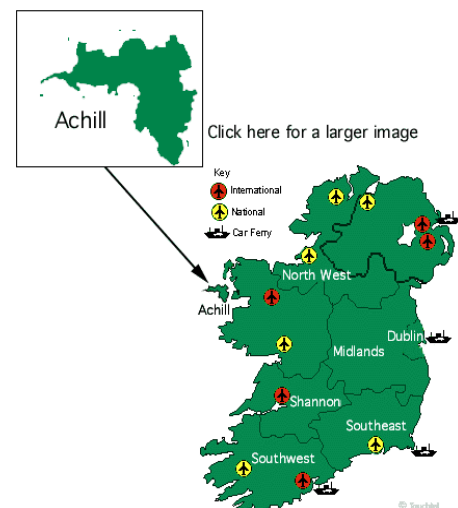 Achill
Click here for a larger image
Key
International
National
Car Ferry
North West
Achill
Dublin
Midlands
Shannon
Southeast
Southwest